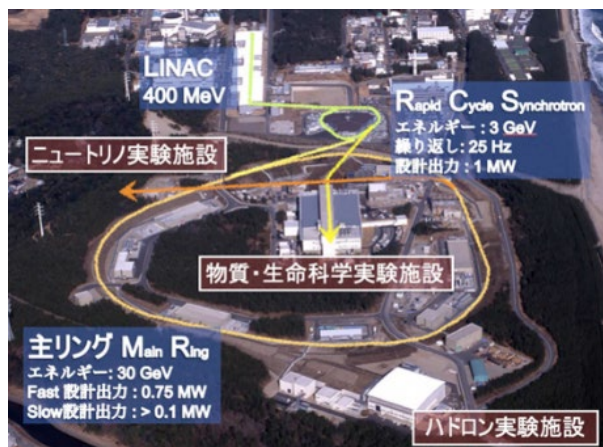 LINAC
400 MeV
Rapid Cycle Synchrotron
エネルギー : 3 GeV
繰り返し : 25 Hz
設計出力 : 1 MW
ニュートリノ実験施設
物質・生命科学実験施設
主リング Main Ring
エネルギー : 30 GeV
Fast 設計出力 : 0.75 MW
Slow設計出力 : > 0.1 MW
ハドロン実験施設